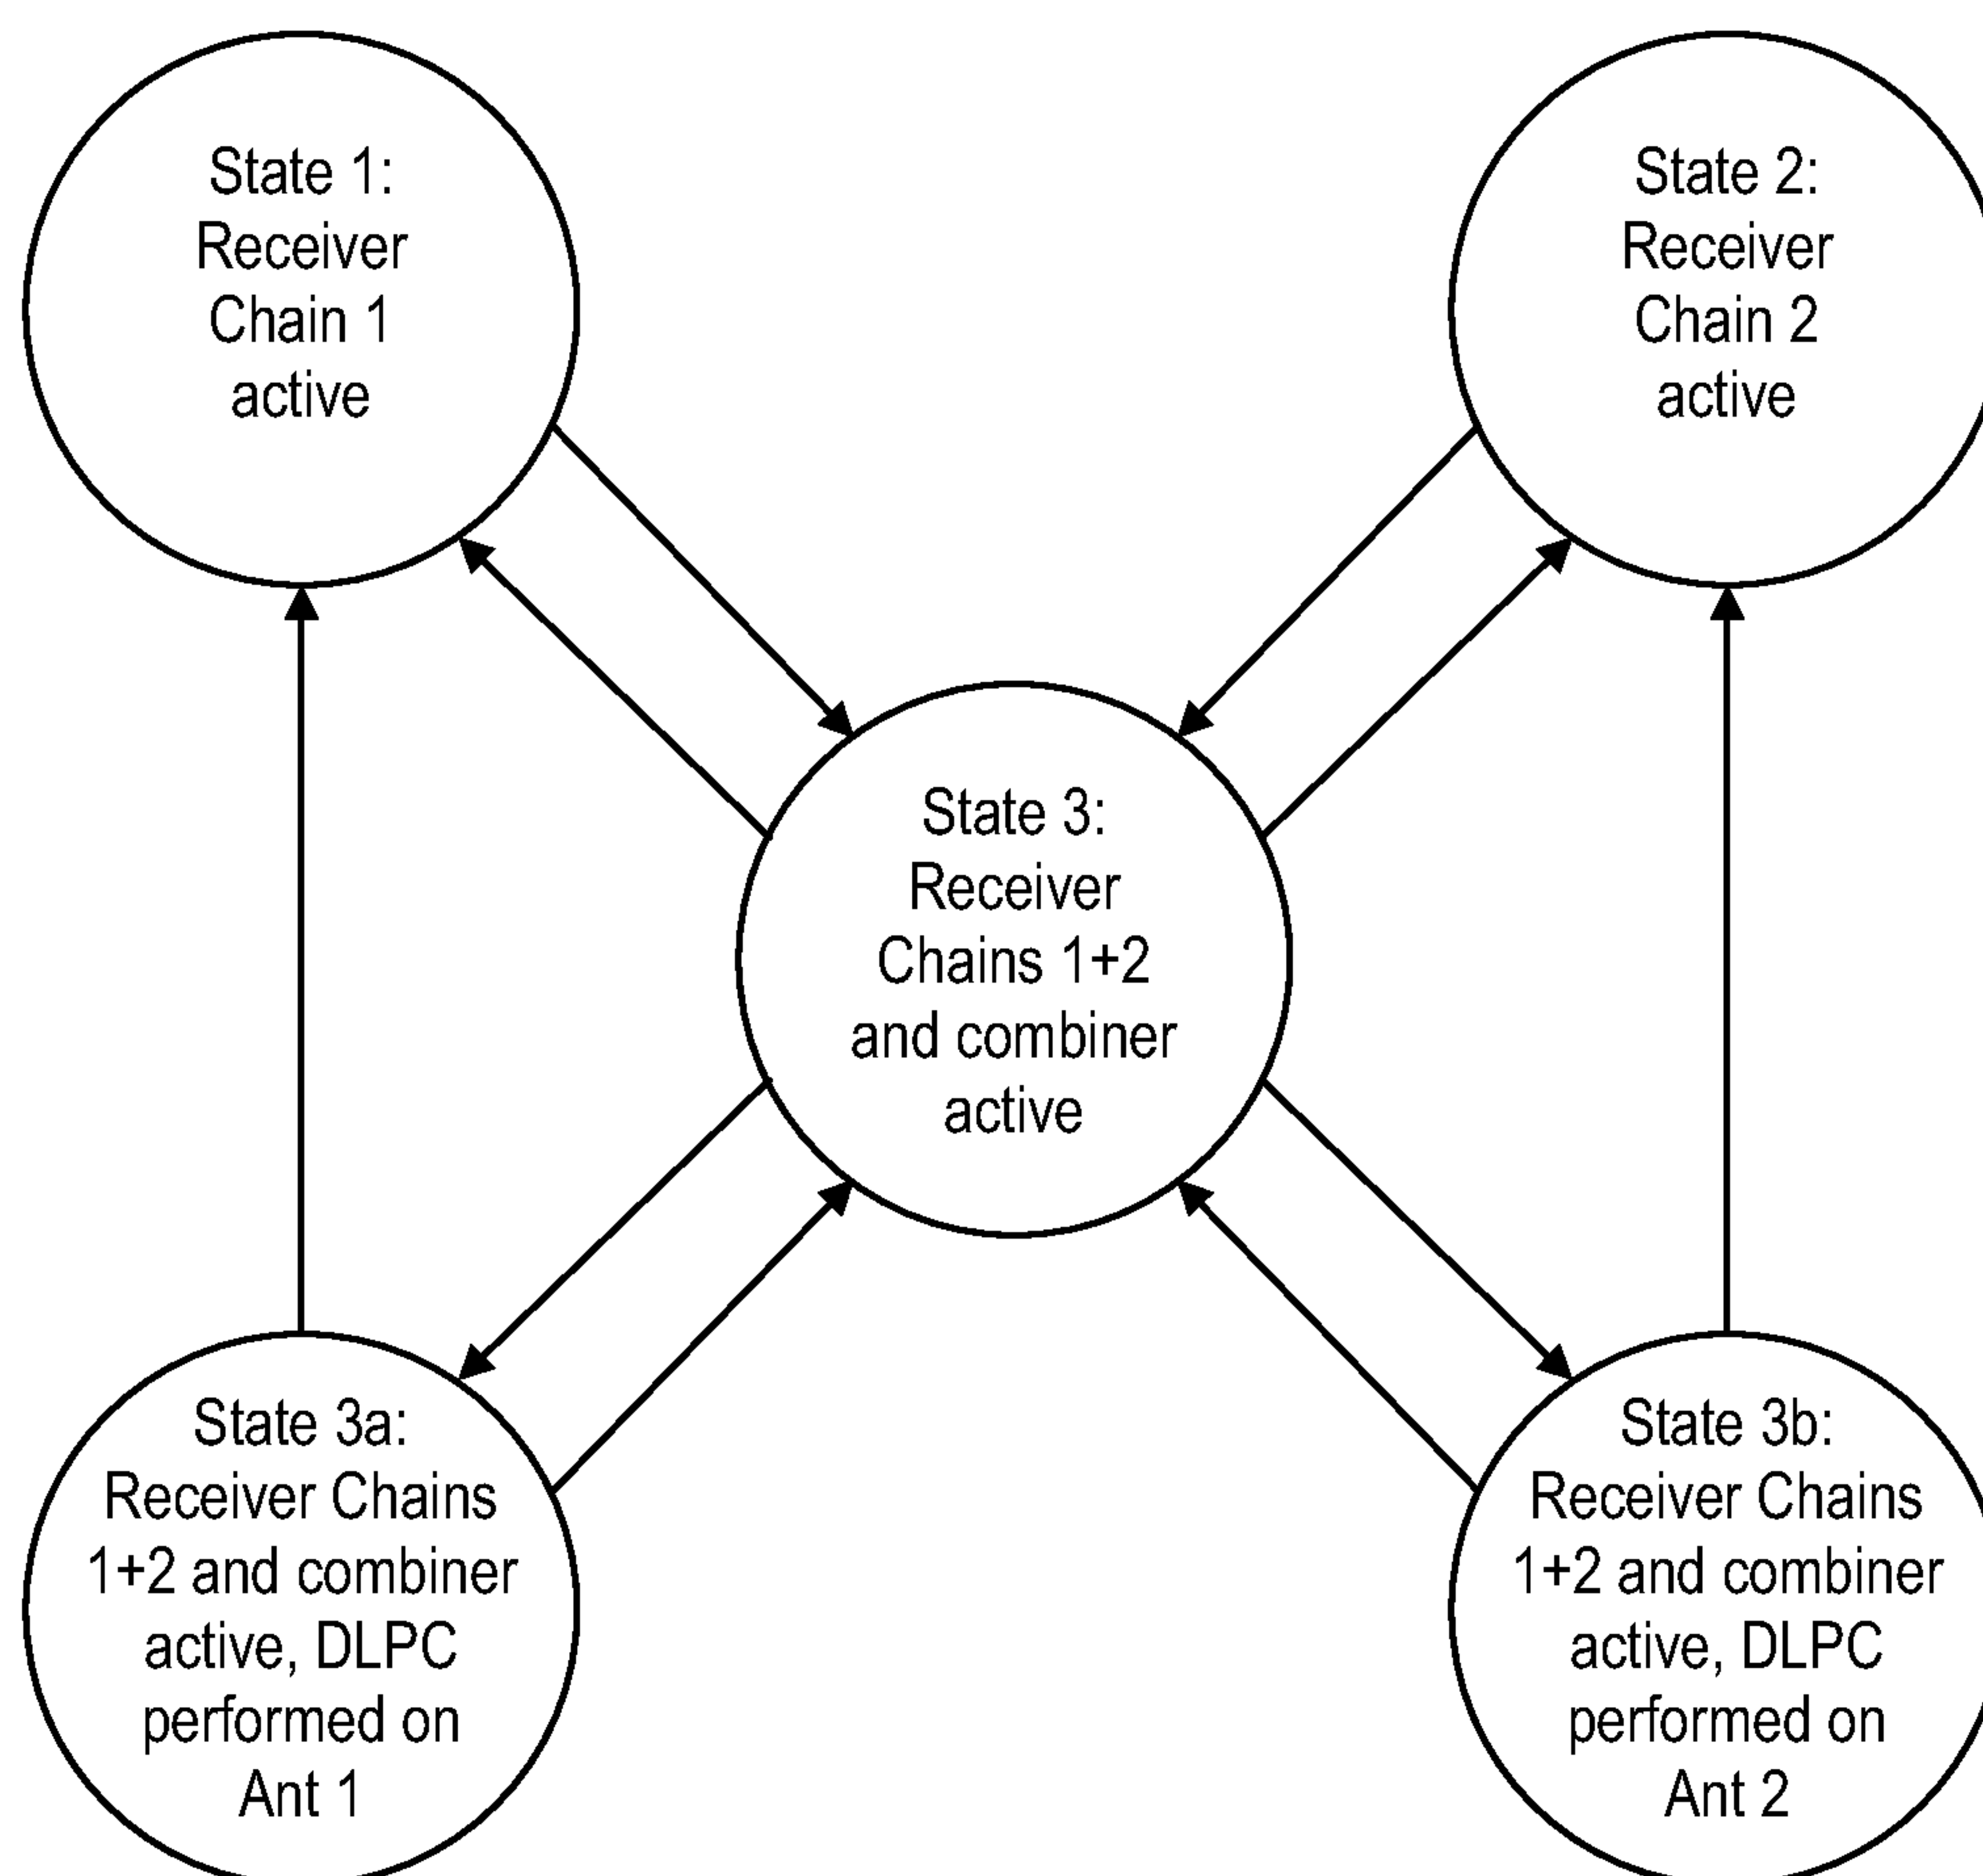 State 1:
Receiver
Chain 1
active
State 2:
Receiver
Chain 2
active
State 3:
Receiver
Chains 1+2
and combiner
active
State 3a:
Receiver Chains
1+2 and combiner
active, DLPC
performed on
Ant 1
State 3b:
Receiver Chains
1+2 and combiner
active, DLPC
performed on
Ant 2